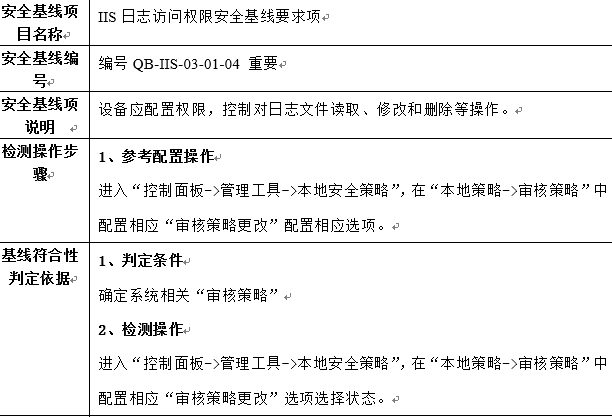 安全基线项
目名称
IIS 日志访问权限安全基线要求项
安全基线编
号
编号 QB-IIS-03-01-04 重要
安全基线项
说明
设备应配置权限，控制对日志文件读取、修改和删除等操作。
检测操作步
骤
1、参考配置操作
进入“控制面板->管理工具->本地安全策略”，在“本地策略->审核策略”中
配置相应“审核策略更改”配置相应选项。
基线符合性
判定依据
1、判定条件
确定系统相关“审核策略”
2、检测操作
进入“控制面板->管理工具->本地安全策略”，在“本地策略->审核策略”中
配置相应“审核策略更改”选项选择状态。